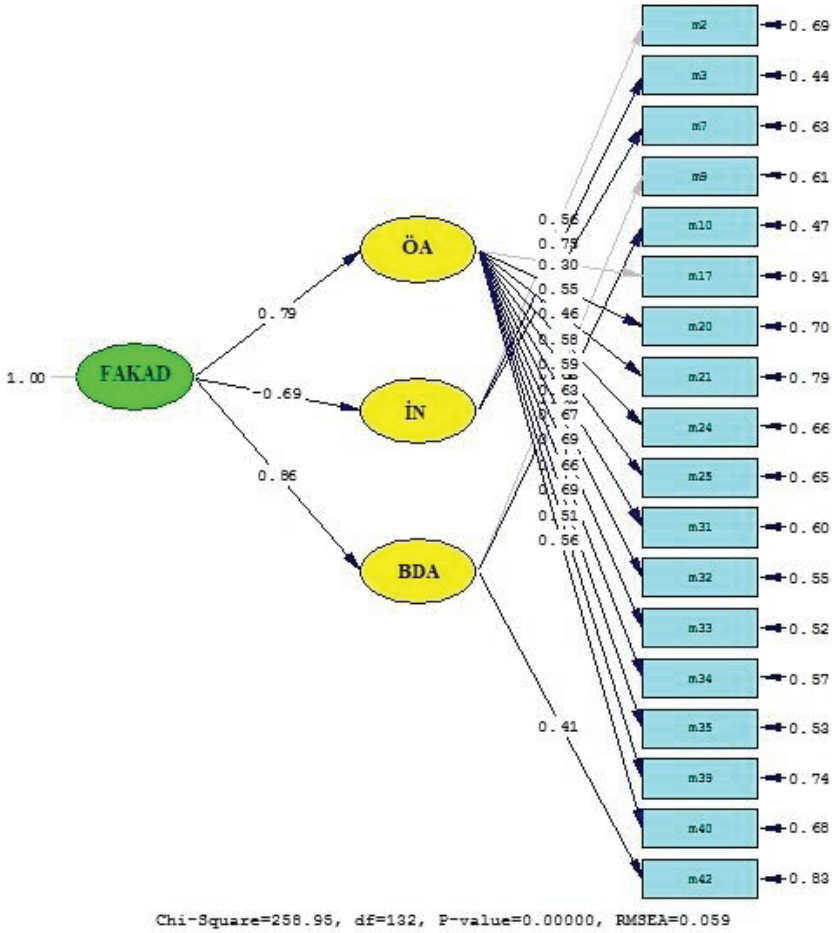 m2
0.69
m3
0.44
m7
0.63
m9
0.61
m10
0.47
m17
0.91
m20
0.70
m21
0.79
m24
0.66
m25
0.65
m31
0.60
m32
0.55
m33
0.52
m34
0.57
m35
0.53
m39
0.74
m40
0.68
m42
0.83
ÖA
İN
BDA
FAKAD
1.00
0.79
0.69
0.86
0.56
0.75
0.30
0.55
0.46
0.58
0.59
0.63
0.67
0.69
0.66
0.69
0.51
0.56
0.41
Chi-Square=258.95, df=132, P-value=0.00000, RMSEA=0.059